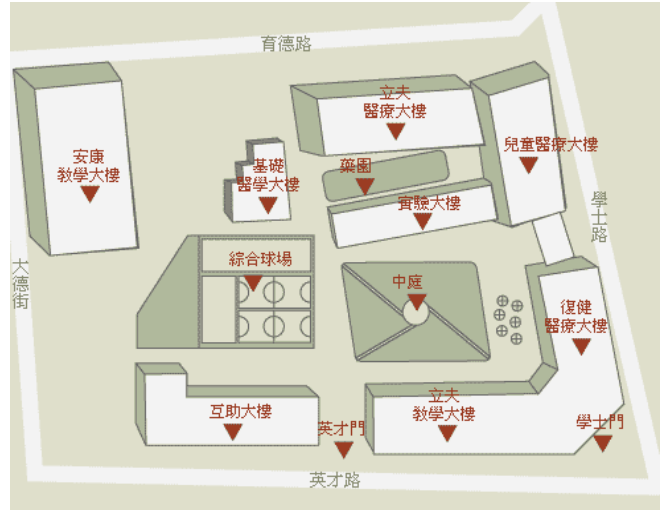 育德路
立夫
醫療大樓
兒童醫療大樓
安康
教學大樓
基礎
醫學大樓
藥園
實驗大樓
學士路
綜合球場
中庭
大德街
復健
醫療大樓
立夫
教學大樓
互助大樓
英才門
學士門
英才路